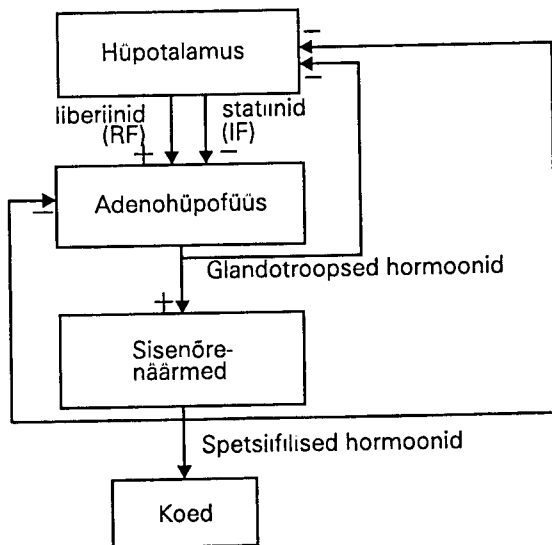 Hüpotalamus
liberiinid
(RF)
statiinid
(IF)
+
−
−
−
Adenohüpofüüs
−
Glandotroopsed hormoonid
+
Sisenõre-
näärmed
Spetsiifilised hormoonid
Koed